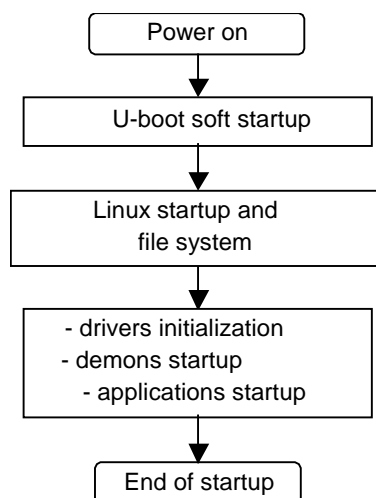 Power on
U-boot soft startup
Linux startup and
file system
- drivers initialization
- demons startup
- applications startup
End of startup